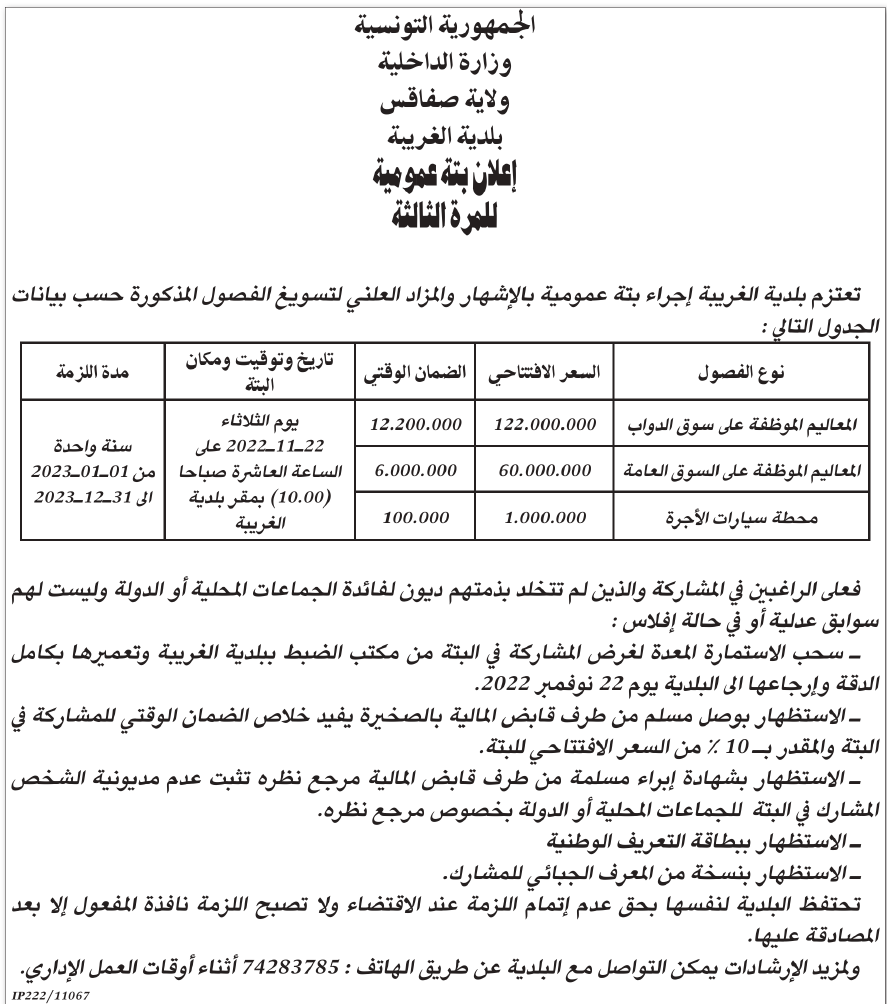 الجمهورية التونسية
وزارة الداخلية
ولاية صفاقس
بلدية الغريبة
إعلان بتة عمومية
للمرة الثالثة
تعتزم بلدية الغريبة إجراء بتة عمومية بالإشهار والمزاد العلني لتسويغ الفصول المذكورة حسب بيانات
الجدول التالي :
نوع الفصول السعر الافتتاحي الضمان الوقتي تاريخ وتوقيت ومكان البتة مدة اللزمة
المعاليم الموظفة على سوق الدواب 122.000.000 12.200.000
المعاليم الموظفة على السوق العامة 60.000.000 6.000.000
محطة سيارات الأجرة 1.000.000 100.000
يوم الثلاثاء
22ـ11ـ2022 على
الساعة العاشرة صباحا
(10.00) بمقر بلدية
الغريبة
سنة واحدة
من 01ـ01ـ2023
الى 31ـ12ـ2023
فعلى الراغبين في المشاركة والذين لم تتخلد بذمتهم ديون لفائدة الجماعات المحلية أو الدولة وليست لهم
سوابق عدلية أو في حالة إفلاس :
ـ سحب الاستمارة المعدة لغرض المشاركة في البتة من مكتب الضبط ببلدية الغريبة وتعميرها بكامل
الدقة وإرجاعها الى البلدية يوم 22 نوفمبر 2022.
ـ الاستظهار بوصل مسلم من طرف قابض المالية بالصخيرة يفيد خلاص الضمان الوقتي للمشاركة في
البتة والمقدر بـ 10 ٪ من السعر الافتتاحي للبتة.
ـ الاستظهار بشهادة إبراء مسلمة من طرف قابض المالية مرجع نظره تثبت عدم مديونية الشخص
المشارك في البتة للجماعات المحلية أو الدولة بخصوص مرجع نظره.
ـ الاستظهار ببطاقة التعريف الوطنية
ـ الاستظهار بنسخة من المعرف الجبائي للمشارك.
تحتفظ البلدية لنفسها بحق عدم إتمام اللزمة عند الاقتضاء ولا تصبح اللزمة نافذة المفعول إلا بعد
المصادقة عليها.
ولمزيد الإرشادات يمكن التواصل مع البلدية عن طريق الهاتف : 74283785 أثناء أوقات العمل الإداري.
IP222/11067